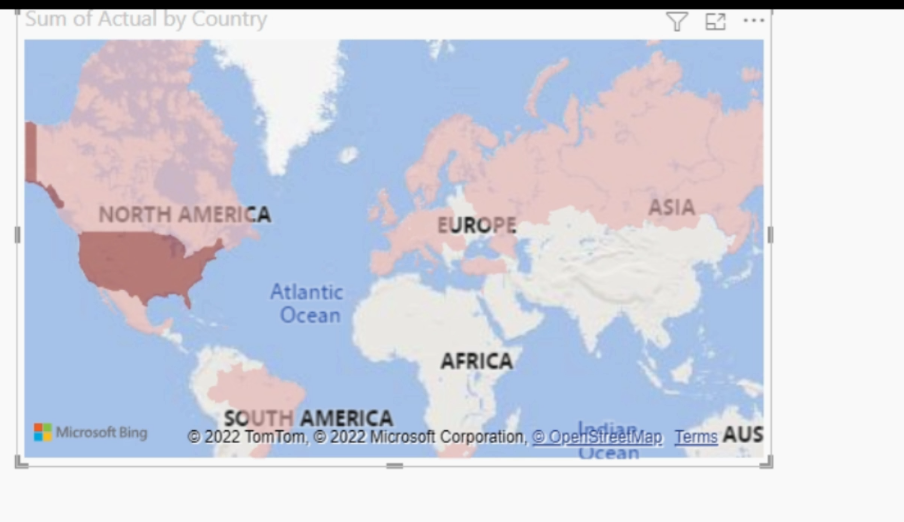 Sum of Actual by Country
NORTH AMERICA
EUROPE
ASIA
Atlantic
Ocean
AFRICA
SOUTH AMERICA
Microsoft Bing
© 2022 TomTom, © 2022 Microsoft Corporation, © OpenStreetMap Terms
Indian
Ocean
AUS